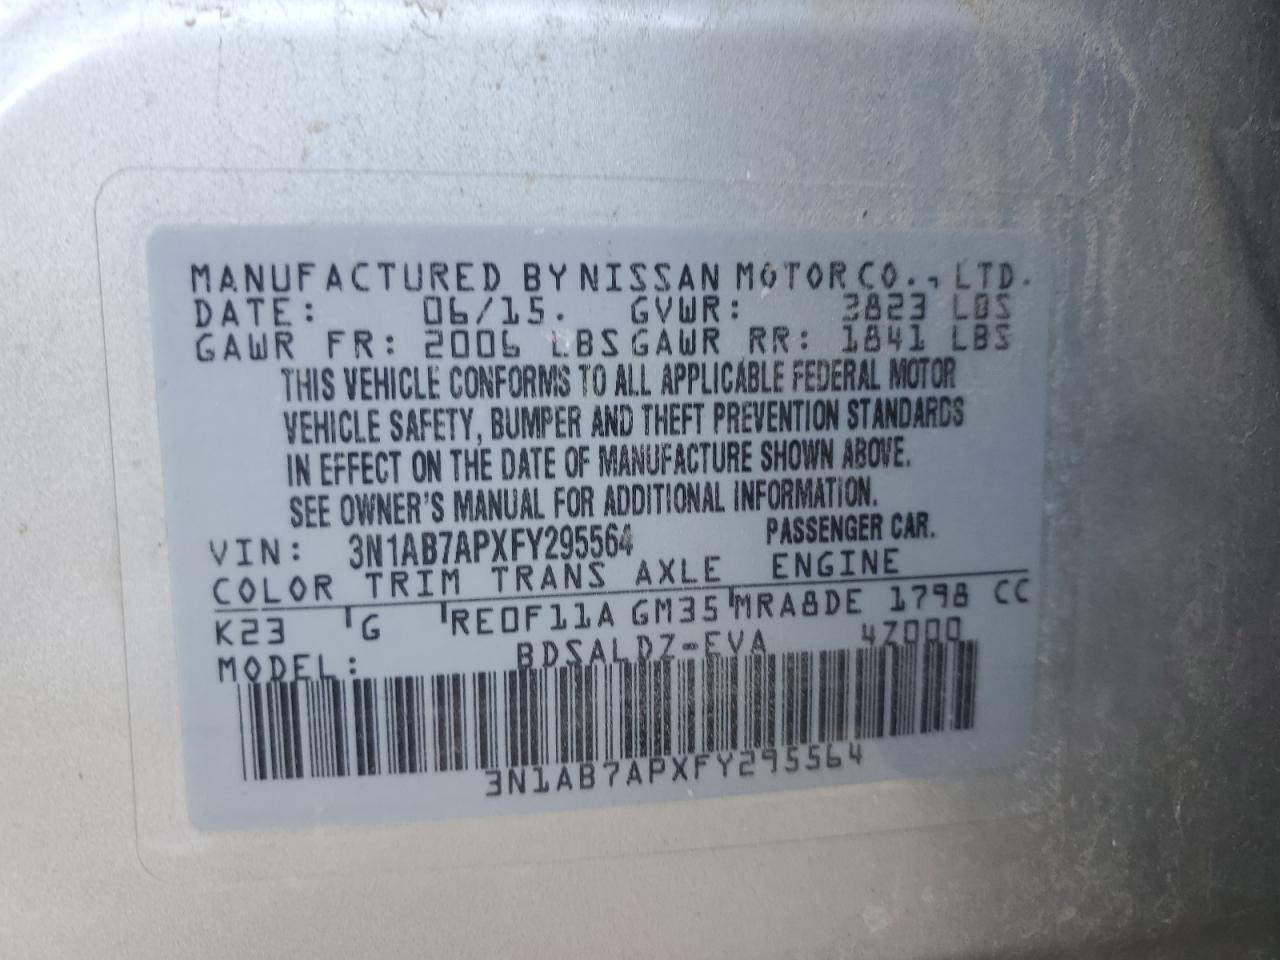 MANUFACTURED BY NISSAN MOTOR CO., LTD.
DATE: 06/15. GVWR: 3823 LBS
GAWR FR: 2006 LBS GAWR RR: 1841 LBS
THIS VEHICLE CONFORMS TO ALL APPLICABLE FEDERAL MOTOR
VEHICLE SAFETY, BUMPER AND THEFT PREVENTION STANDARDS
IN EFFECT ON THE DATE OF MANUFACTURE SHOWN ABOVE.
SEE OWNER'S MANUAL FOR ADDITIONAL INFORMATION.
VIN: 3N1AB7APXFY295564 PASSENGER CAR.
COLOR TRIM TRANS AXLE ENGINE
K23 G RE0F11A GM35 MRA8DE 1798 CC
MODEL: BDSALDZ-EVA 4Z000
3N1AB7APXFY295564